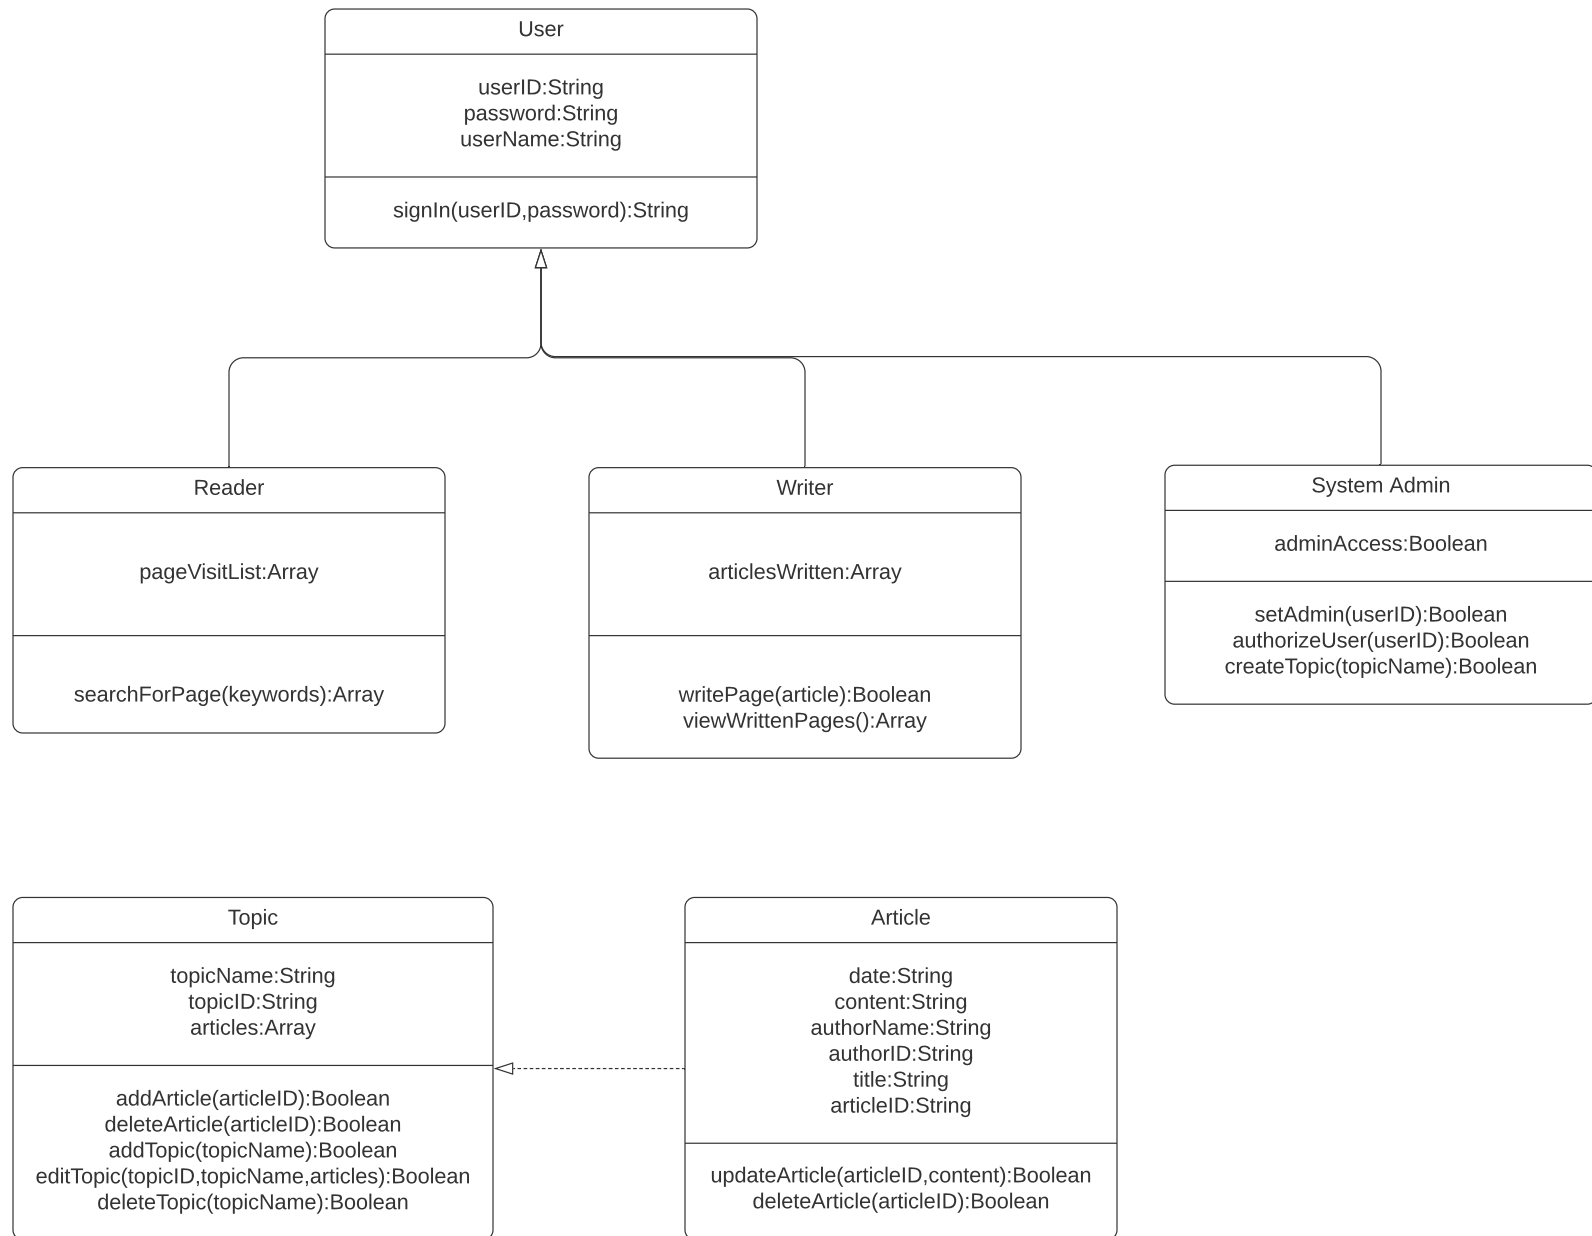 User
userID:String
password:String
userName:String
signIn(userID,password):String
Reader
pageVisitList:Array
searchForPage(keywords):Array
Writer
articlesWritten:Array
writePage(article):Boolean
viewWrittenPages():Array
System Admin
adminAccess:Boolean
setAdmin(userID):Boolean
authorizeUser(userID):Boolean
createTopic(topicName):Boolean
Topic
topicName:String
topicID:String
articles:Array
addArticle(articleID):Boolean
deleteArticle(articleID):Boolean
addTopic(topicName):Boolean
editTopic(topicID,topicName,articles):Boolean
deleteTopic(topicName):Boolean
Article
date:String
content:String
authorName:String
authorID:String
title:String
articleID:String
updateArticle(articleID,content):Boolean
deleteArticle(articleID):Boolean